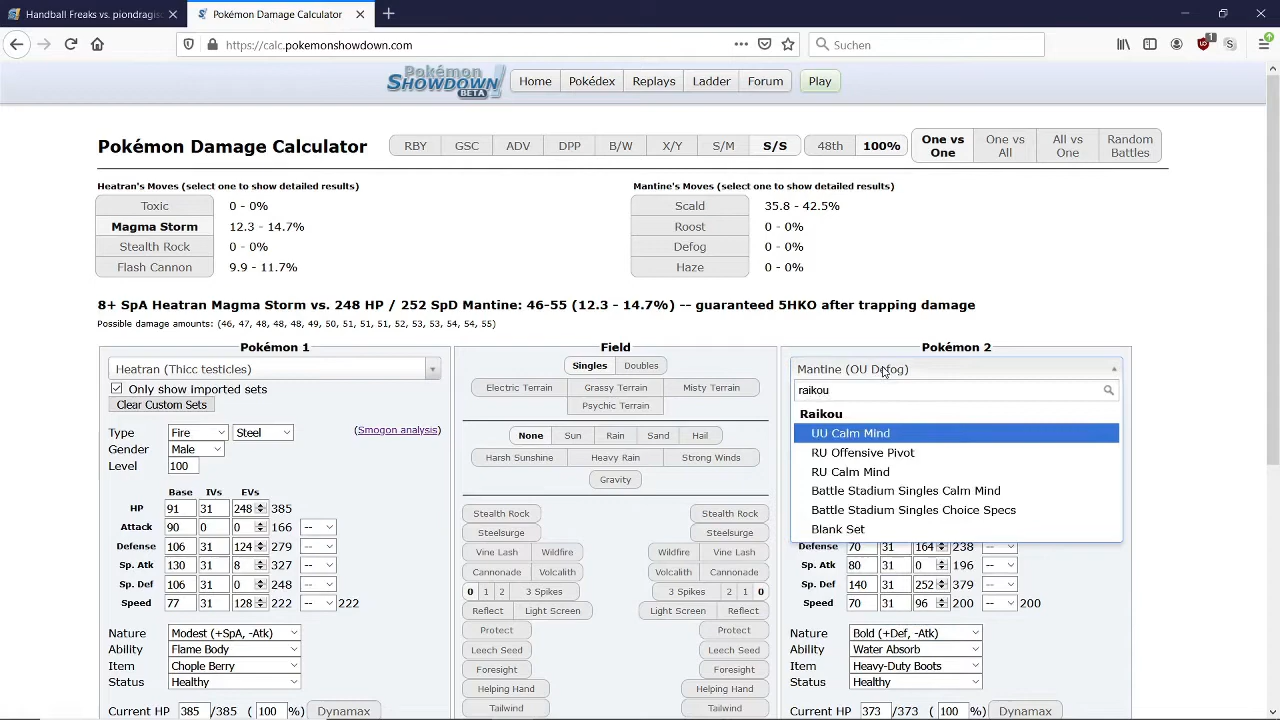 Handball Freaks vs. piondragis
Pokémon Damage Calculator
https://calc.pokemonshowdown.com
Suchen
Pokémon
SHOWDOWN!
BETA
Home Pokédex Replays Ladder Forum Play
Pokémon Damage Calculator
RBY GSC ADV DPP B/W X/Y S/M S/S 48th 100%
One vs One
One vs All
All vs One
Random Battles
Heatran's Moves (select one to show detailed results)
Toxic 0 - 0%
Magma Storm 12.3 - 14.7%
Stealth Rock 0 - 0%
Flash Cannon 9.9 - 11.7%
Mantine's Moves (select one to show detailed results)
Scald 35.8 - 42.5%
Roost 0 - 0%
Defog 0 - 0%
Haze 0 - 0%
8+ SpA Heatran Magma Storm vs. 248 HP / 252 SpD Mantine: 46-55 (12.3 - 14.7%) -- guaranteed 5HKO after trapping damage
Possible damage amounts: (46, 47, 48, 48, 48, 49, 50, 51, 51, 51, 52, 53, 53, 54, 54, 55)
Pokémon 1
Heatran (Thicc testicles)
Only show imported sets
Clear Custom Sets
Type Fire Steel (Smogon analysis)
Gender Male
Level 100
Base IVs EVs
HP 91 31 248 385
Attack 90 0 0 166 --
Defense 106 31 124 279 --
Sp. Atk 130 31 8 327 --
Sp. Def 106 31 0 248 --
Speed 77 31 128 222 -- 222
Nature Modest (+SpA, -Atk)
Ability Flame Body
Item Chople Berry
Status Healthy
Current HP 385 /385 ( 100 %) Dynamax
Field
Singles Doubles
Electric Terrain Grassy Terrain Misty Terrain
Psychic Terrain
None Sun Rain Sand Hail
Harsh Sunshine Heavy Rain Strong Winds
Gravity
Stealth Rock Stealth Rock
Steelsurge Steelsurge
Vine Lash Wildfire Wildfire Vine Lash
Cannonade Volcalith Volcalith Cannonade
0 1 2 3 Spikes 3 Spikes 2 1 0
Reflect Light Screen Light Screen Reflect
Protect Protect
Leech Seed Leech Seed
Foresight Foresight
Helping Hand Helping Hand
Tailwind Tailwind
Pokémon 2
Mantine (OU Defog)
raikou
Raikou
UU Calm Mind
RU Offensive Pivot
RU Calm Mind
Battle Stadium Singles Calm Mind
Battle Stadium Singles Choice Specs
Blank Set
Defense 70 31 164 238 --
Sp. Atk 80 31 0 196 --
Sp. Def 140 31 252 379 --
Speed 70 31 96 200 -- 200
Nature Bold (+Def, -Atk)
Ability Water Absorb
Item Heavy-Duty Boots
Status Healthy
Current HP 373 /373 ( 100 %) Dynamax